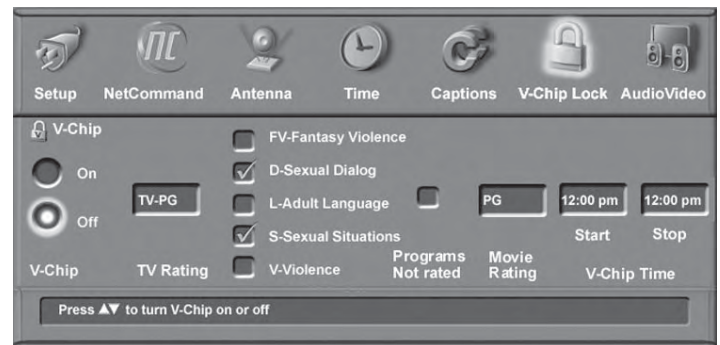 Setup NetCommand Antenna Time Captions V-Chip Lock AudioVideo
V-Chip
On
Off
V-Chip
TV-PG
TV Rating
FV-Fantasy Violence
D-Sexual Dialog
L-Adult Language
S-Sexual Situations
V-Violence
Programs
Not rated
PG
Movie
Rating
12:00 pm 12:00 pm
Start Stop
V-Chip Time
Press ▲▼ to turn V-Chip on or off